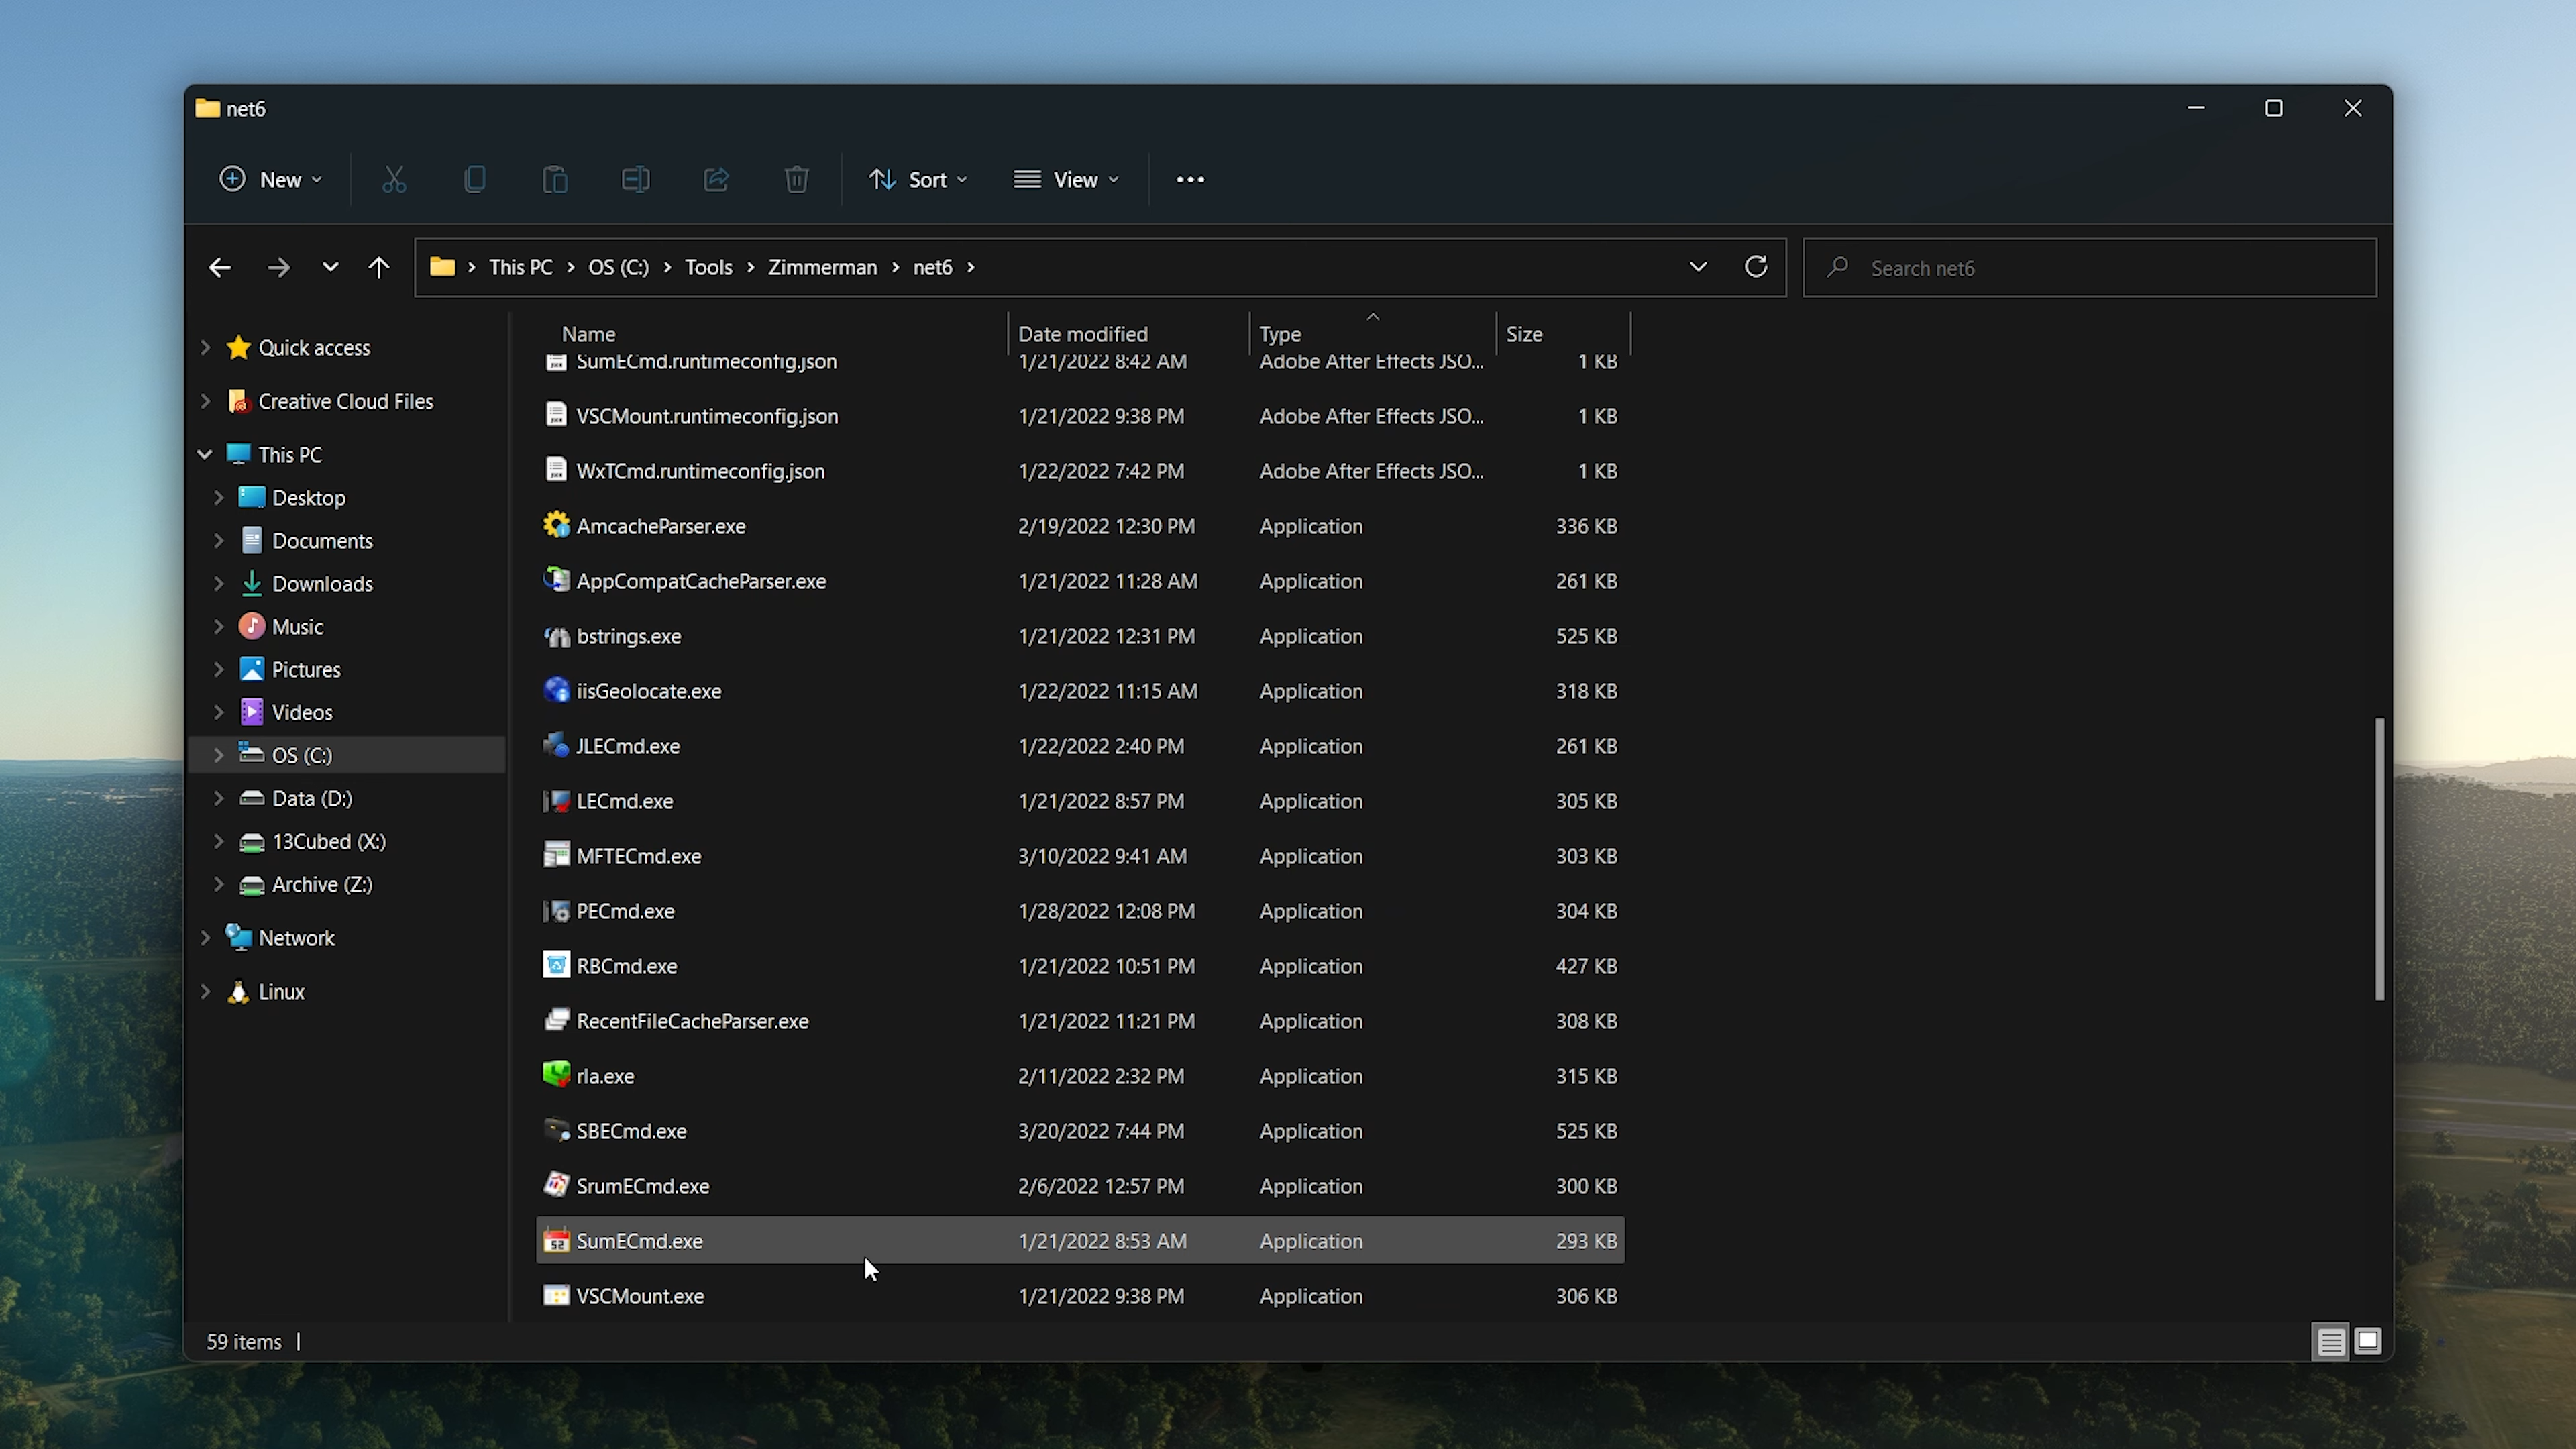 net6
New
Sort
View
This PC > OS (C:) > Tools > Zimmerman > net6 >
Search net6
Quick access
Creative Cloud Files
This PC
Desktop
Documents
Downloads
Music
Pictures
Videos
OS (C:)
Data (D:)
13Cubed (X:)
Archive (Z:)
Network
Linux
Name Date modified Type Size
SumECmd.runtimeconfig.json 1/21/2022 8:42 AM Adobe After Effects JSO... 1 KB
VSCMount.runtimeconfig.json 1/21/2022 9:38 PM Adobe After Effects JSO... 1 KB
WxTCmd.runtimeconfig.json 1/22/2022 7:42 PM Adobe After Effects JSO... 1 KB
AmcacheParser.exe 2/19/2022 12:30 PM Application 336 KB
AppCompatCacheParser.exe 1/21/2022 11:28 AM Application 261 KB
bstrings.exe 1/21/2022 12:31 PM Application 525 KB
iisGeolocate.exe 1/22/2022 11:15 AM Application 318 KB
JLECmd.exe 1/22/2022 2:40 PM Application 261 KB
LECmd.exe 1/21/2022 8:57 PM Application 305 KB
MFTECmd.exe 3/10/2022 9:41 AM Application 303 KB
PECmd.exe 1/28/2022 12:08 PM Application 304 KB
RBCmd.exe 1/21/2022 10:51 PM Application 427 KB
RecentFileCacheParser.exe 1/21/2022 11:21 PM Application 308 KB
rla.exe 2/11/2022 2:32 PM Application 315 KB
SBECmd.exe 3/20/2022 7:44 PM Application 525 KB
SrumECmd.exe 2/6/2022 12:57 PM Application 300 KB
SumECmd.exe 1/21/2022 8:53 AM Application 293 KB
VSCMount.exe 1/21/2022 9:38 PM Application 306 KB
59 items